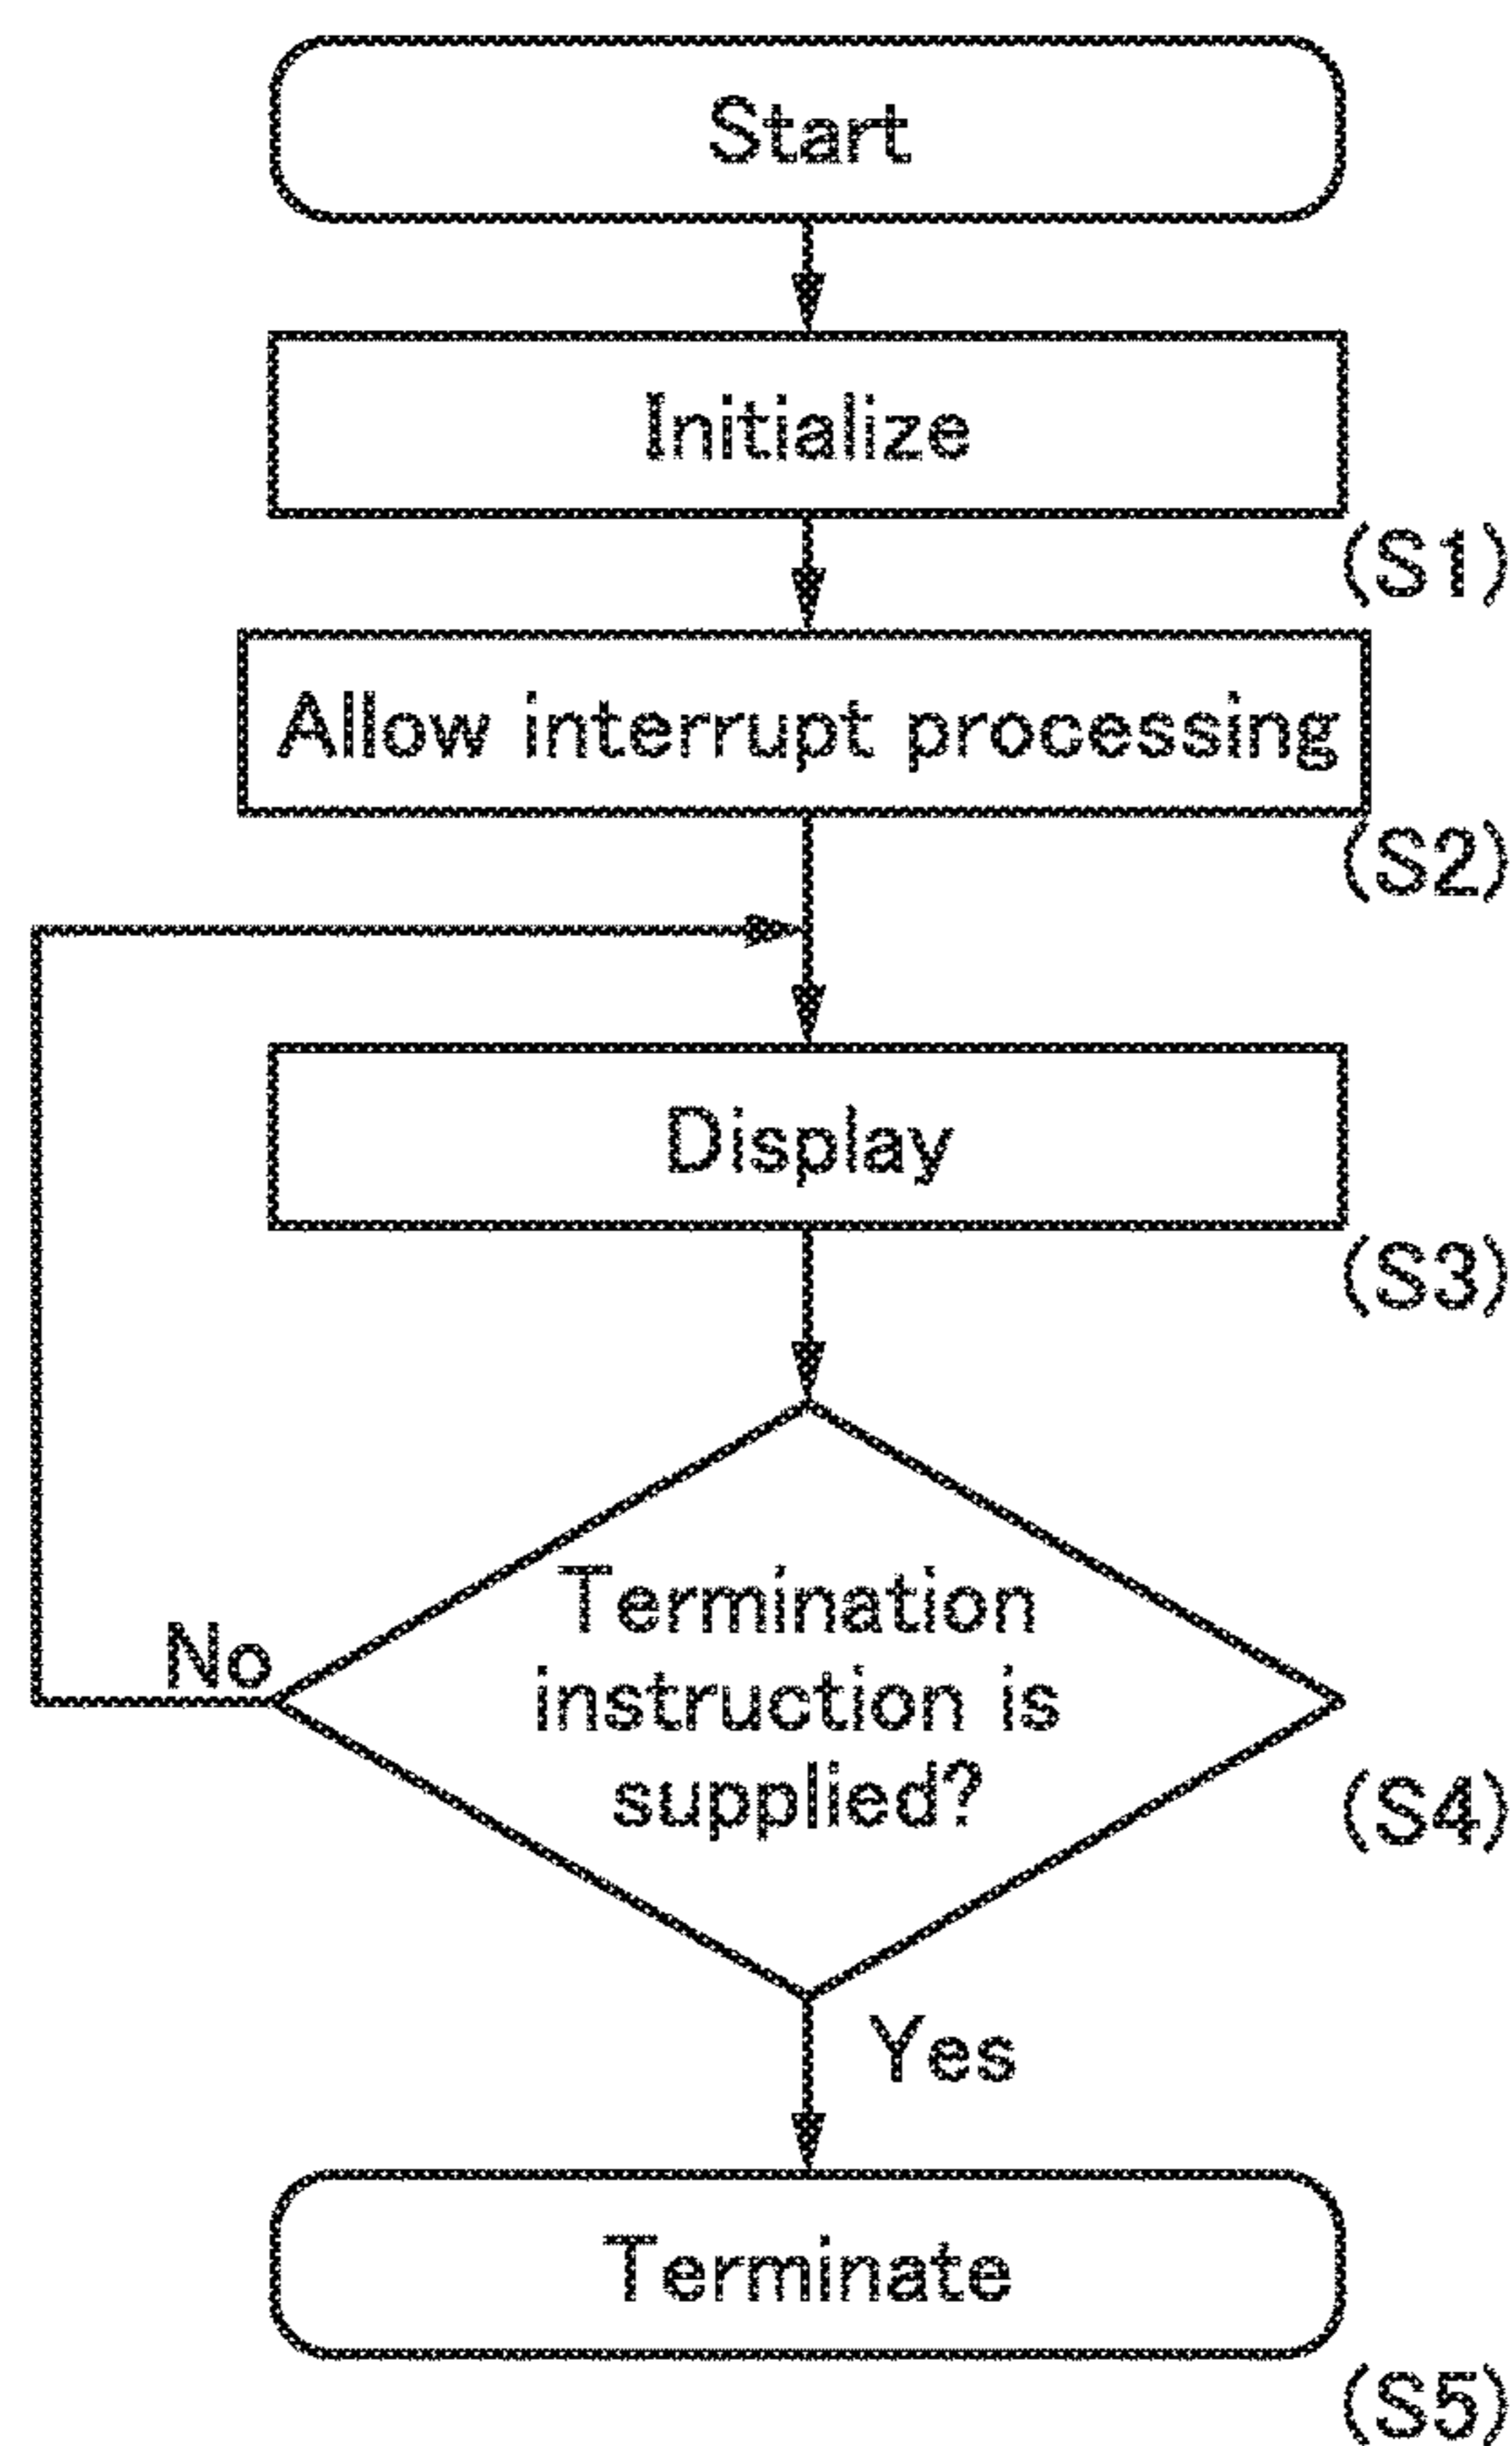 Start
Initialize
(S1)
Allow interrupt processing
(S2)
Display
(S3)
Termination
instruction is
supplied?
No
(S4)
Yes
Terminate
(S5)